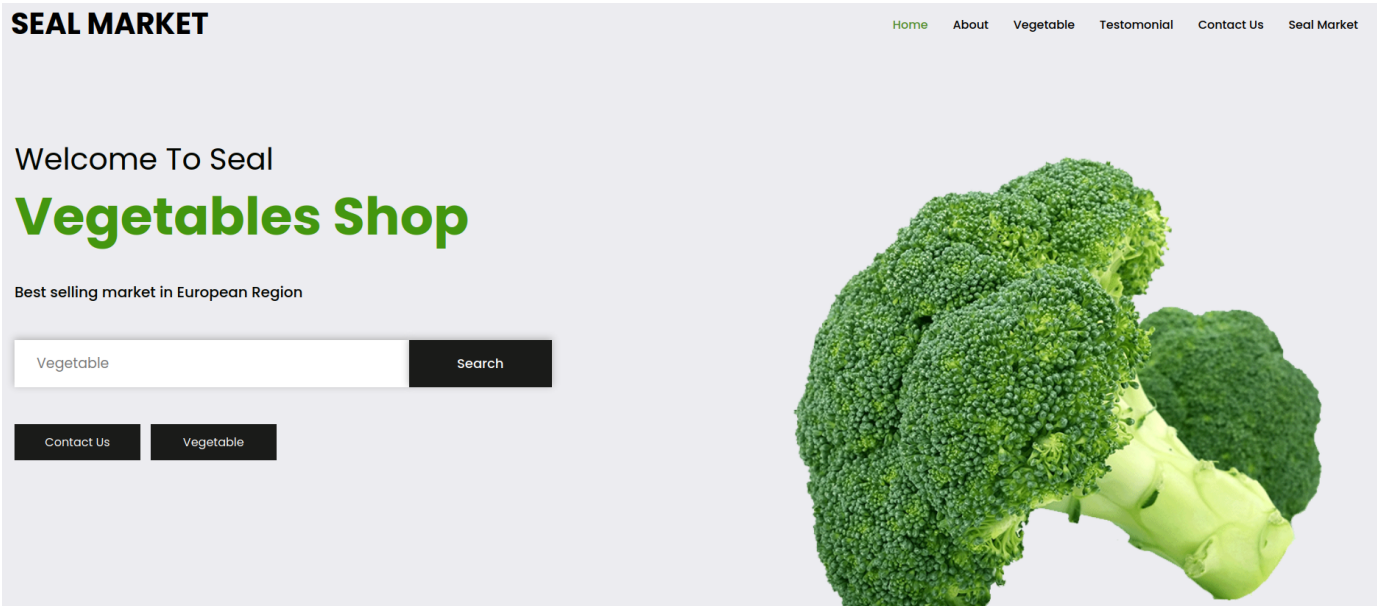 SEAL MARKET
Home About Vegetable Testomonial Contact Us Seal Market
Welcome To Seal
Vegetables Shop
Best selling market in European Region
Vegetable Search
Contact Us Vegetable